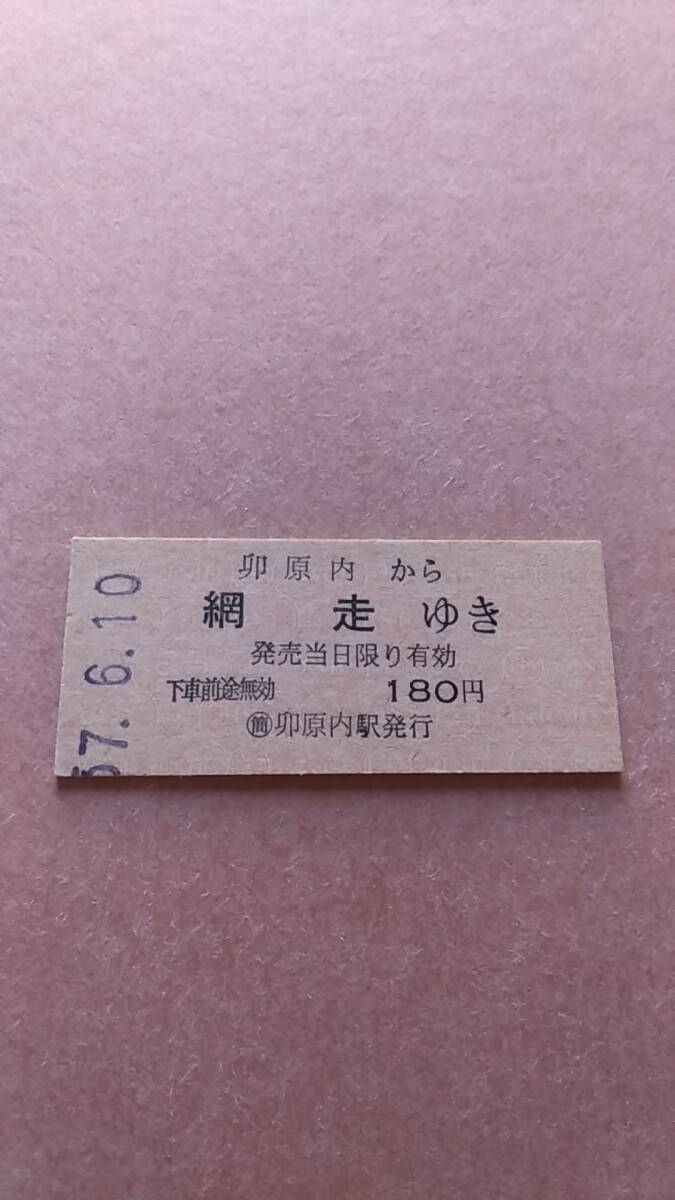 卯原内 から
網走 ゆき
発売当日限り有効
下車前途無効 180円
㋙卯原内駅発行
57.6.10